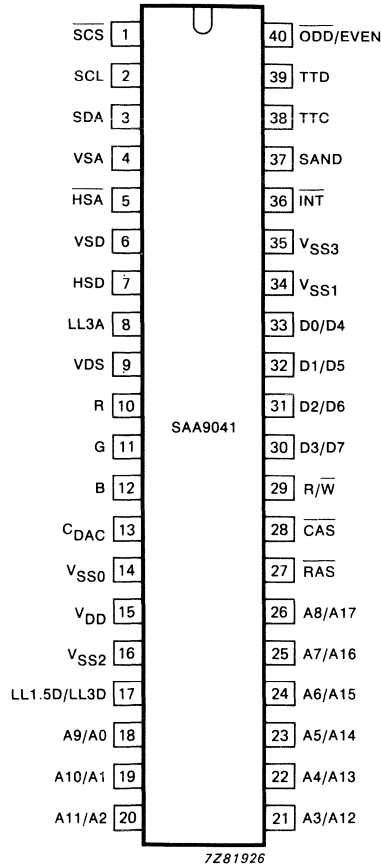 SCS 1 40 ODD/EVEN
SCL 2 39 TTD
SDA 3 38 TTC
VSA 4 37 SAND
HSA 5 36 INT
VSD 6 35 VSS3
HSD 7 34 VSS1
LL3A 8 33 D0/D4
VDS 9 32 D1/D5
R 10 31 D2/D6
SAA9041
G 11 30 D3/D7
B 12 29 R/W
CDAC 13 28 CAS
VSS0 14 27 RAS
VDD 15 26 A8/A17
VSS2 16 25 A7/A16
LL1.5D/LL3D 17 24 A6/A15
A9/A0 18 23 A5/A14
A10/A1 19 22 A4/A13
A11/A2 20 21 A3/A12
7Z81926